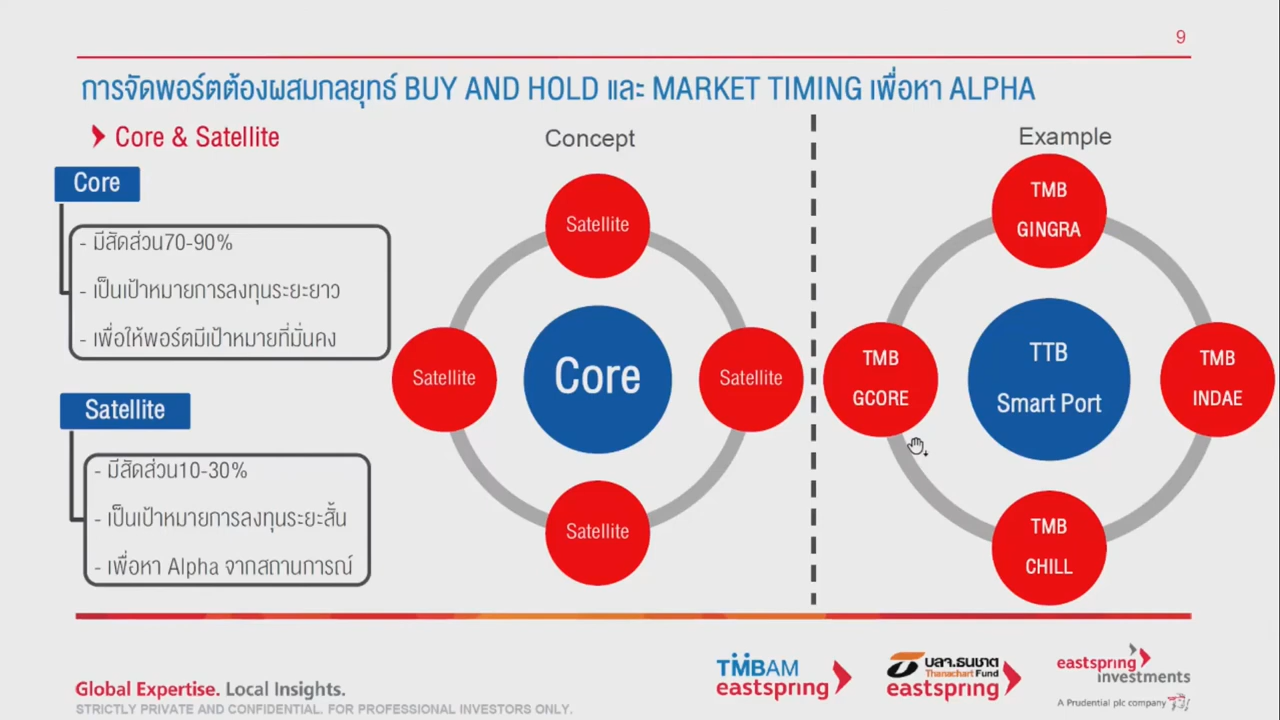 9
การจัดพอร์ตต้องผสมกลยุทธ์ BUY AND HOLD และ MARKET TIMING เพื่อหา ALPHA
Core & Satellite
Core
- มีสัดส่วน70-90%
- เป็นเป้าหมายการลงทุนระยะยาว
- เพื่อให้พอร์ตมีเป้าหมายที่มั่นคง
Satellite
- มีสัดส่วน10-30%
- เป็นเป้าหมายการลงทุนระยะสั้น
- เพื่อหา Alpha จากสถานการณ์
Concept
Satellite
Satellite
Core
Satellite
Satellite
Example
TMB
GINGRA
TMB
GCORE
TTB
Smart Port
TMB
INDAE
TMB
CHILL
Global Expertise. Local Insights.
STRICTLY PRIVATE AND CONFIDENTIAL. FOR PROFESSIONAL INVESTORS ONLY.
TMBAM
eastspring
บลจ.ธนชาต
Thanachart Fund
eastspring
eastspring
investments
A Prudential plc company